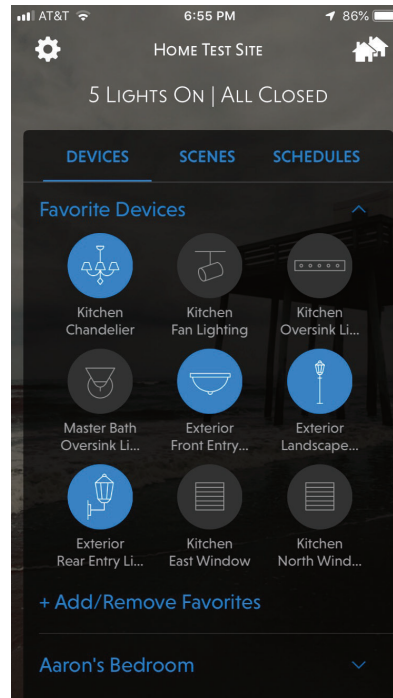 AT&T 6:55 PM 86%
Home Test Site
5 Lights On | All Closed
DEVICES SCENES SCHEDULES
Favorite Devices
Kitchen Kitchen Kitchen
Chandelier Fan Lighting Oversink Li...
Master Bath Exterior Exterior
Oversink Li... Front Entry... Landscape...
Exterior Kitchen Kitchen
Rear Entry Li... East Window North Wind...
+ Add/Remove Favorites
Aaron's Bedroom